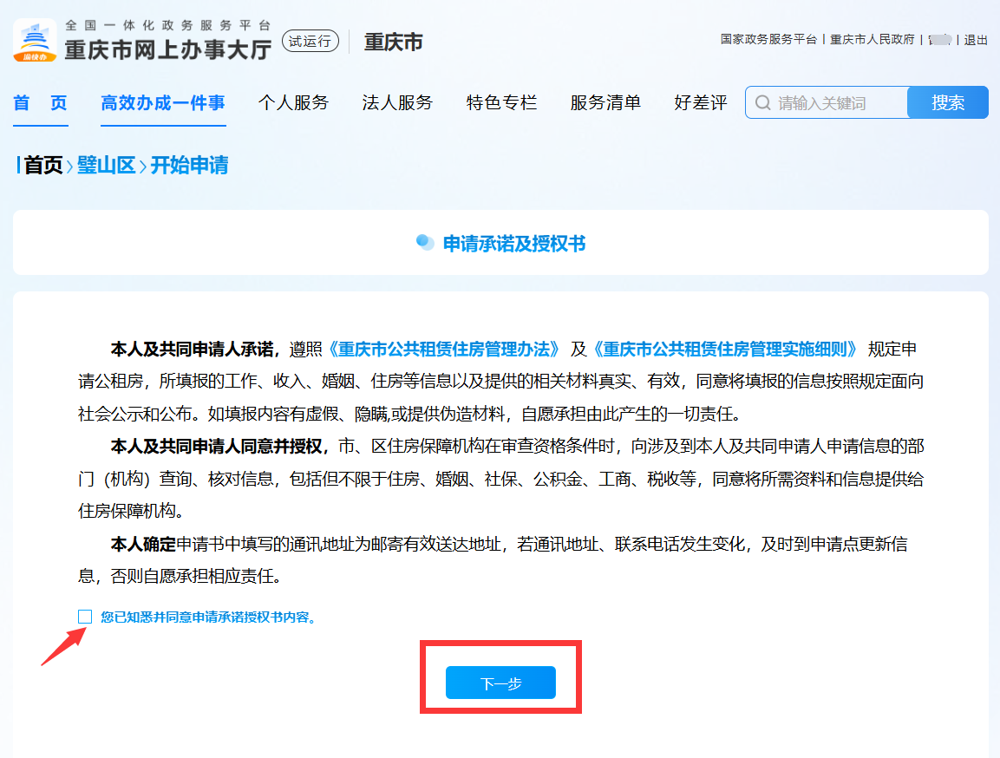 全国一体化政务服务平台
重庆市网上办事大厅
渝快办
试运行
重庆市
国家政务服务平台 | 重庆市人民政府 | | 退出
首 页 高效办成一件事 个人服务 法人服务 特色专栏 服务清单 好差评 请输入关键词 搜索
首页 > 璧山区 > 开始申请
申请承诺及授权书
本人及共同申请人承诺，遵照《重庆市公共租赁住房管理办法》 及《重庆市公共租赁住房管理实施细则》 规定申
请公租房，所填报的工作、收入、婚姻、住房等信息以及提供的相关材料真实、有效，同意将填报的信息按照规定面向
社会公示和公布。如填报内容有虚假、隐瞒,或提供伪造材料，自愿承担由此产生的一切责任。
本人及共同申请人同意并授权，市、区住房保障机构在审查资格条件时，向涉及到本人及共同申请人申请信息的部
门（机构）查询、核对信息，包括但不限于住房、婚姻、社保、公积金、工商、税收等，同意将所需资料和信息提供给
住房保障机构。
本人确定申请书中填写的通讯地址为邮寄有效送达地址，若通讯地址、联系电话发生变化，及时到申请点更新信
息，否则自愿承担相应责任。
您已知悉并同意申请承诺授权书内容。
下一步